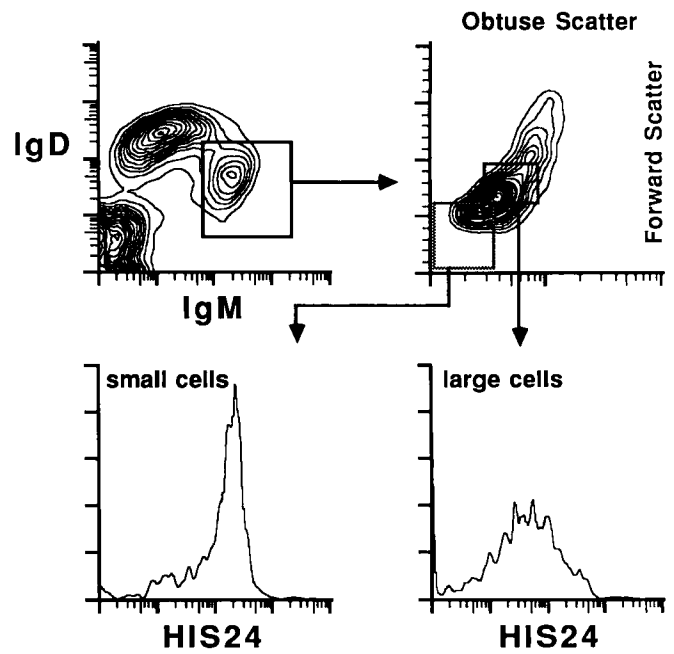 Obtuse Scatter
IgD
Forward Scatter
IgM
small cells
large cells
HIS24
HIS24